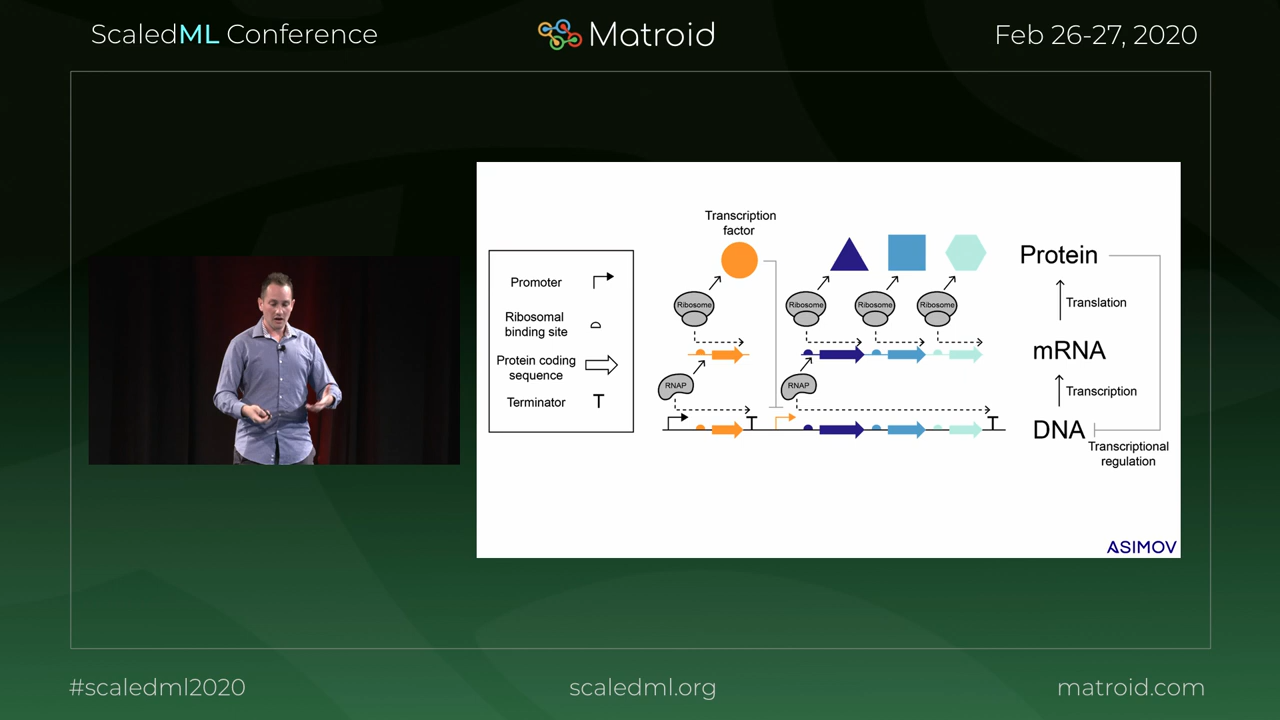 ScaledML Conference
Matroid
Feb 26-27, 2020
Promoter
Ribosomal
binding site
Protein coding
sequence
Terminator
Transcription
factor
Ribosome
Ribosome
Ribosome
Ribosome
RNAP
RNAP
Protein
Translation
mRNA
Transcription
DNA
Transcriptional
regulation
ASIMOV
#scaledml2020
scaledml.org
matroid.com